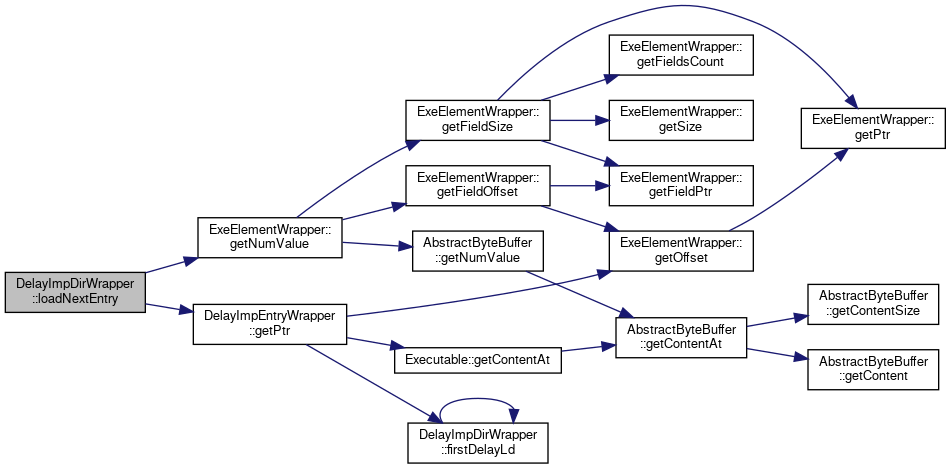 DelayImpDirWrapper
::loadNextEntry
ExeElementWrapper::
getNumValue
DelayImpEntryWrapper
::getPtr
ExeElementWrapper::
getFieldSize
ExeElementWrapper::
getFieldOffset
AbstractByteBuffer
::getNumValue
Executable::getContentAt
DelayImpDirWrapper
::firstDelayLd
ExeElementWrapper::
getFieldsCount
ExeElementWrapper::
getSize
ExeElementWrapper::
getFieldPtr
ExeElementWrapper::
getOffset
AbstractByteBuffer
::getContentAt
ExeElementWrapper::
getPtr
AbstractByteBuffer
::getContentSize
AbstractByteBuffer
::getContent